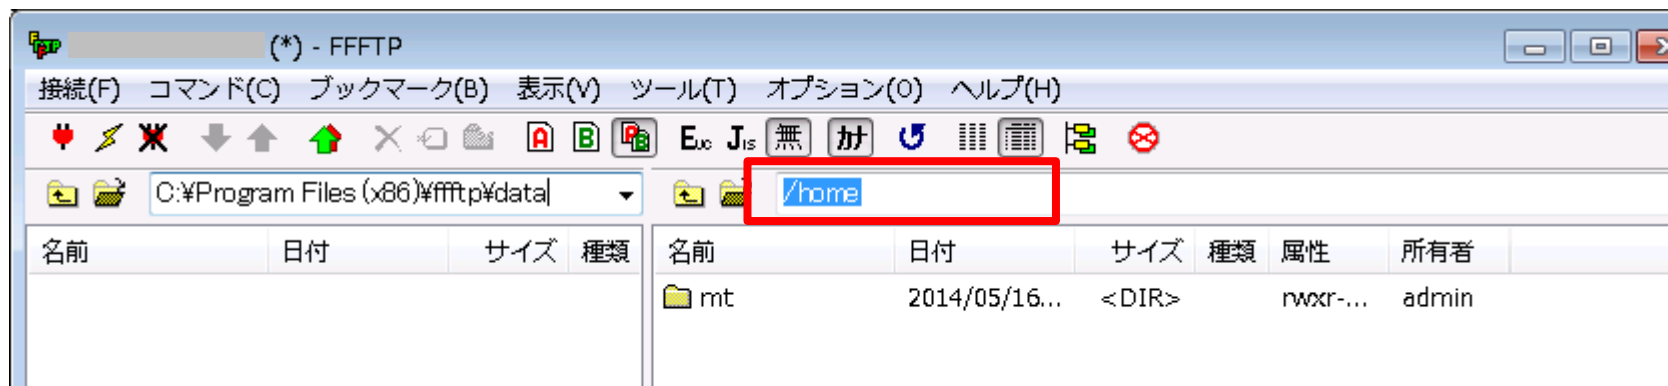 (*) - FFFTP
接続(F) コマンド(C) ブックマーク(B) 表示(V) ツール(T) オプション(O) ヘルプ(H)
A B Euc Jis 無 カナ
C:¥Program Files (x86)¥ffftp¥data /home
名前 日付 サイズ 種類 名前 日付 サイズ 種類 属性 所有者
mt 2014/05/16... <DIR> rwxr-... admin